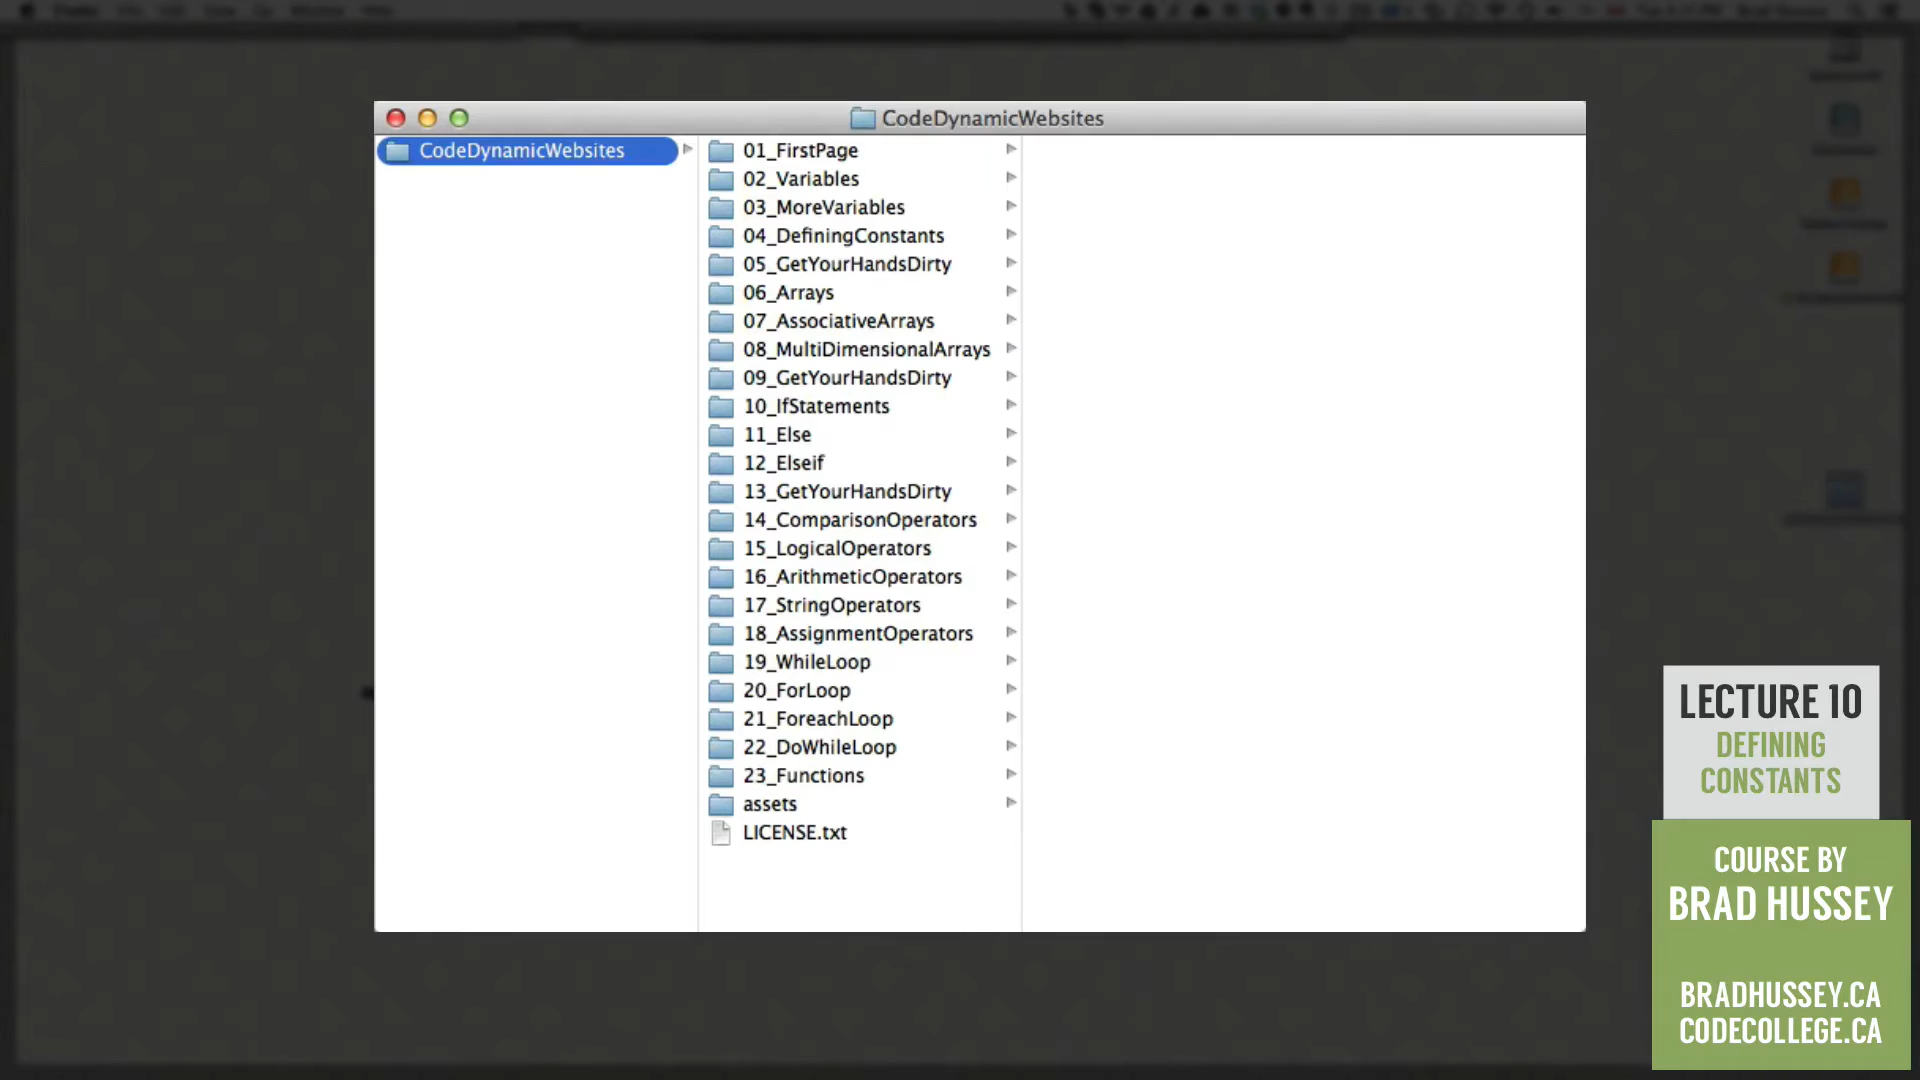 CodeDynamicWebsites
CodeDynamicWebsites
01_FirstPage
02_Variables
03_MoreVariables
04_DefiningConstants
05_GetYourHandsDirty
06_Arrays
07_AssociativeArrays
08_MultiDimensionalArrays
09_GetYourHandsDirty
10_IfStatements
11_Else
12_Elseif
13_GetYourHandsDirty
14_ComparisonOperators
15_LogicalOperators
16_ArithmeticOperators
17_StringOperators
18_AssignmentOperators
19_WhileLoop
20_ForLoop
21_ForeachLoop
22_DoWhileLoop
23_Functions
assets
LICENSE.txt
LECTURE 10
DEFINING
CONSTANTS
COURSE BY
BRAD HUSSEY
BRADHUSSEY.CA
CODECOLLEGE.CA